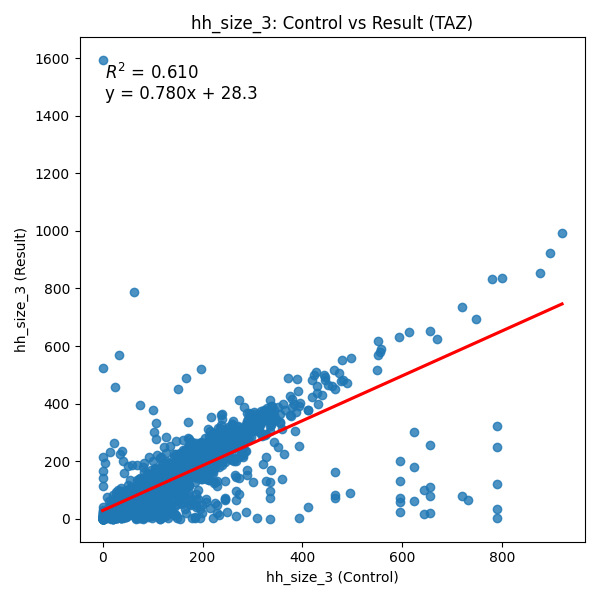 hh_size_3: Control vs Result (TAZ)
R² = 0.610
y = 0.780x + 28.3
hh_size_3 (Result)
1600
1400
1200
1000
800
600
400
200
0
0 200 400 600 800
hh_size_3 (Control)